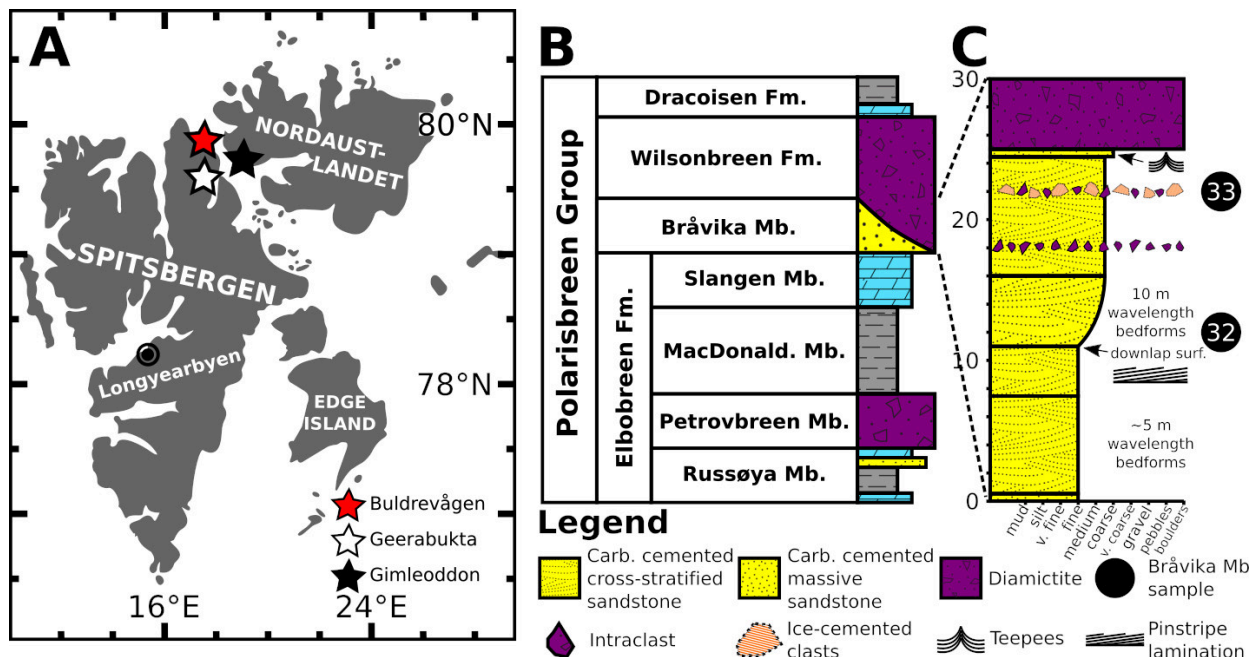 A
NORDAUST-
LANDET
80°N
SPITSBERGEN
Longyearbyen
78°N
EDGE
ISLAND
Buldrevågen
Geerabukta
Gimleoddon
16°E
24°E
B
Polarisbreen Group
Elbobreen Fm.
Dracoisen Fm.
Wilsonbreen Fm.
Bråvika Mb.
Slangen Mb.
MacDonald. Mb.
Petrovbreen Mb.
Russøya Mb.
C
30
20
10
0
33
32
10 m
wavelength
bedforms
downlap surf.
~5 m
wavelength
bedforms
mud
silt
v. fine
fine
medium
coarse
v. coarse
gravel
pebbles
boulders
Legend
Carb. cemented
cross-stratified
sandstone
Carb. cemented
massive
sandstone
Diamictite
Bråvika Mb
sample
Intraclast
Ice-cemented
clasts
Teepees
Pinstripe
lamination